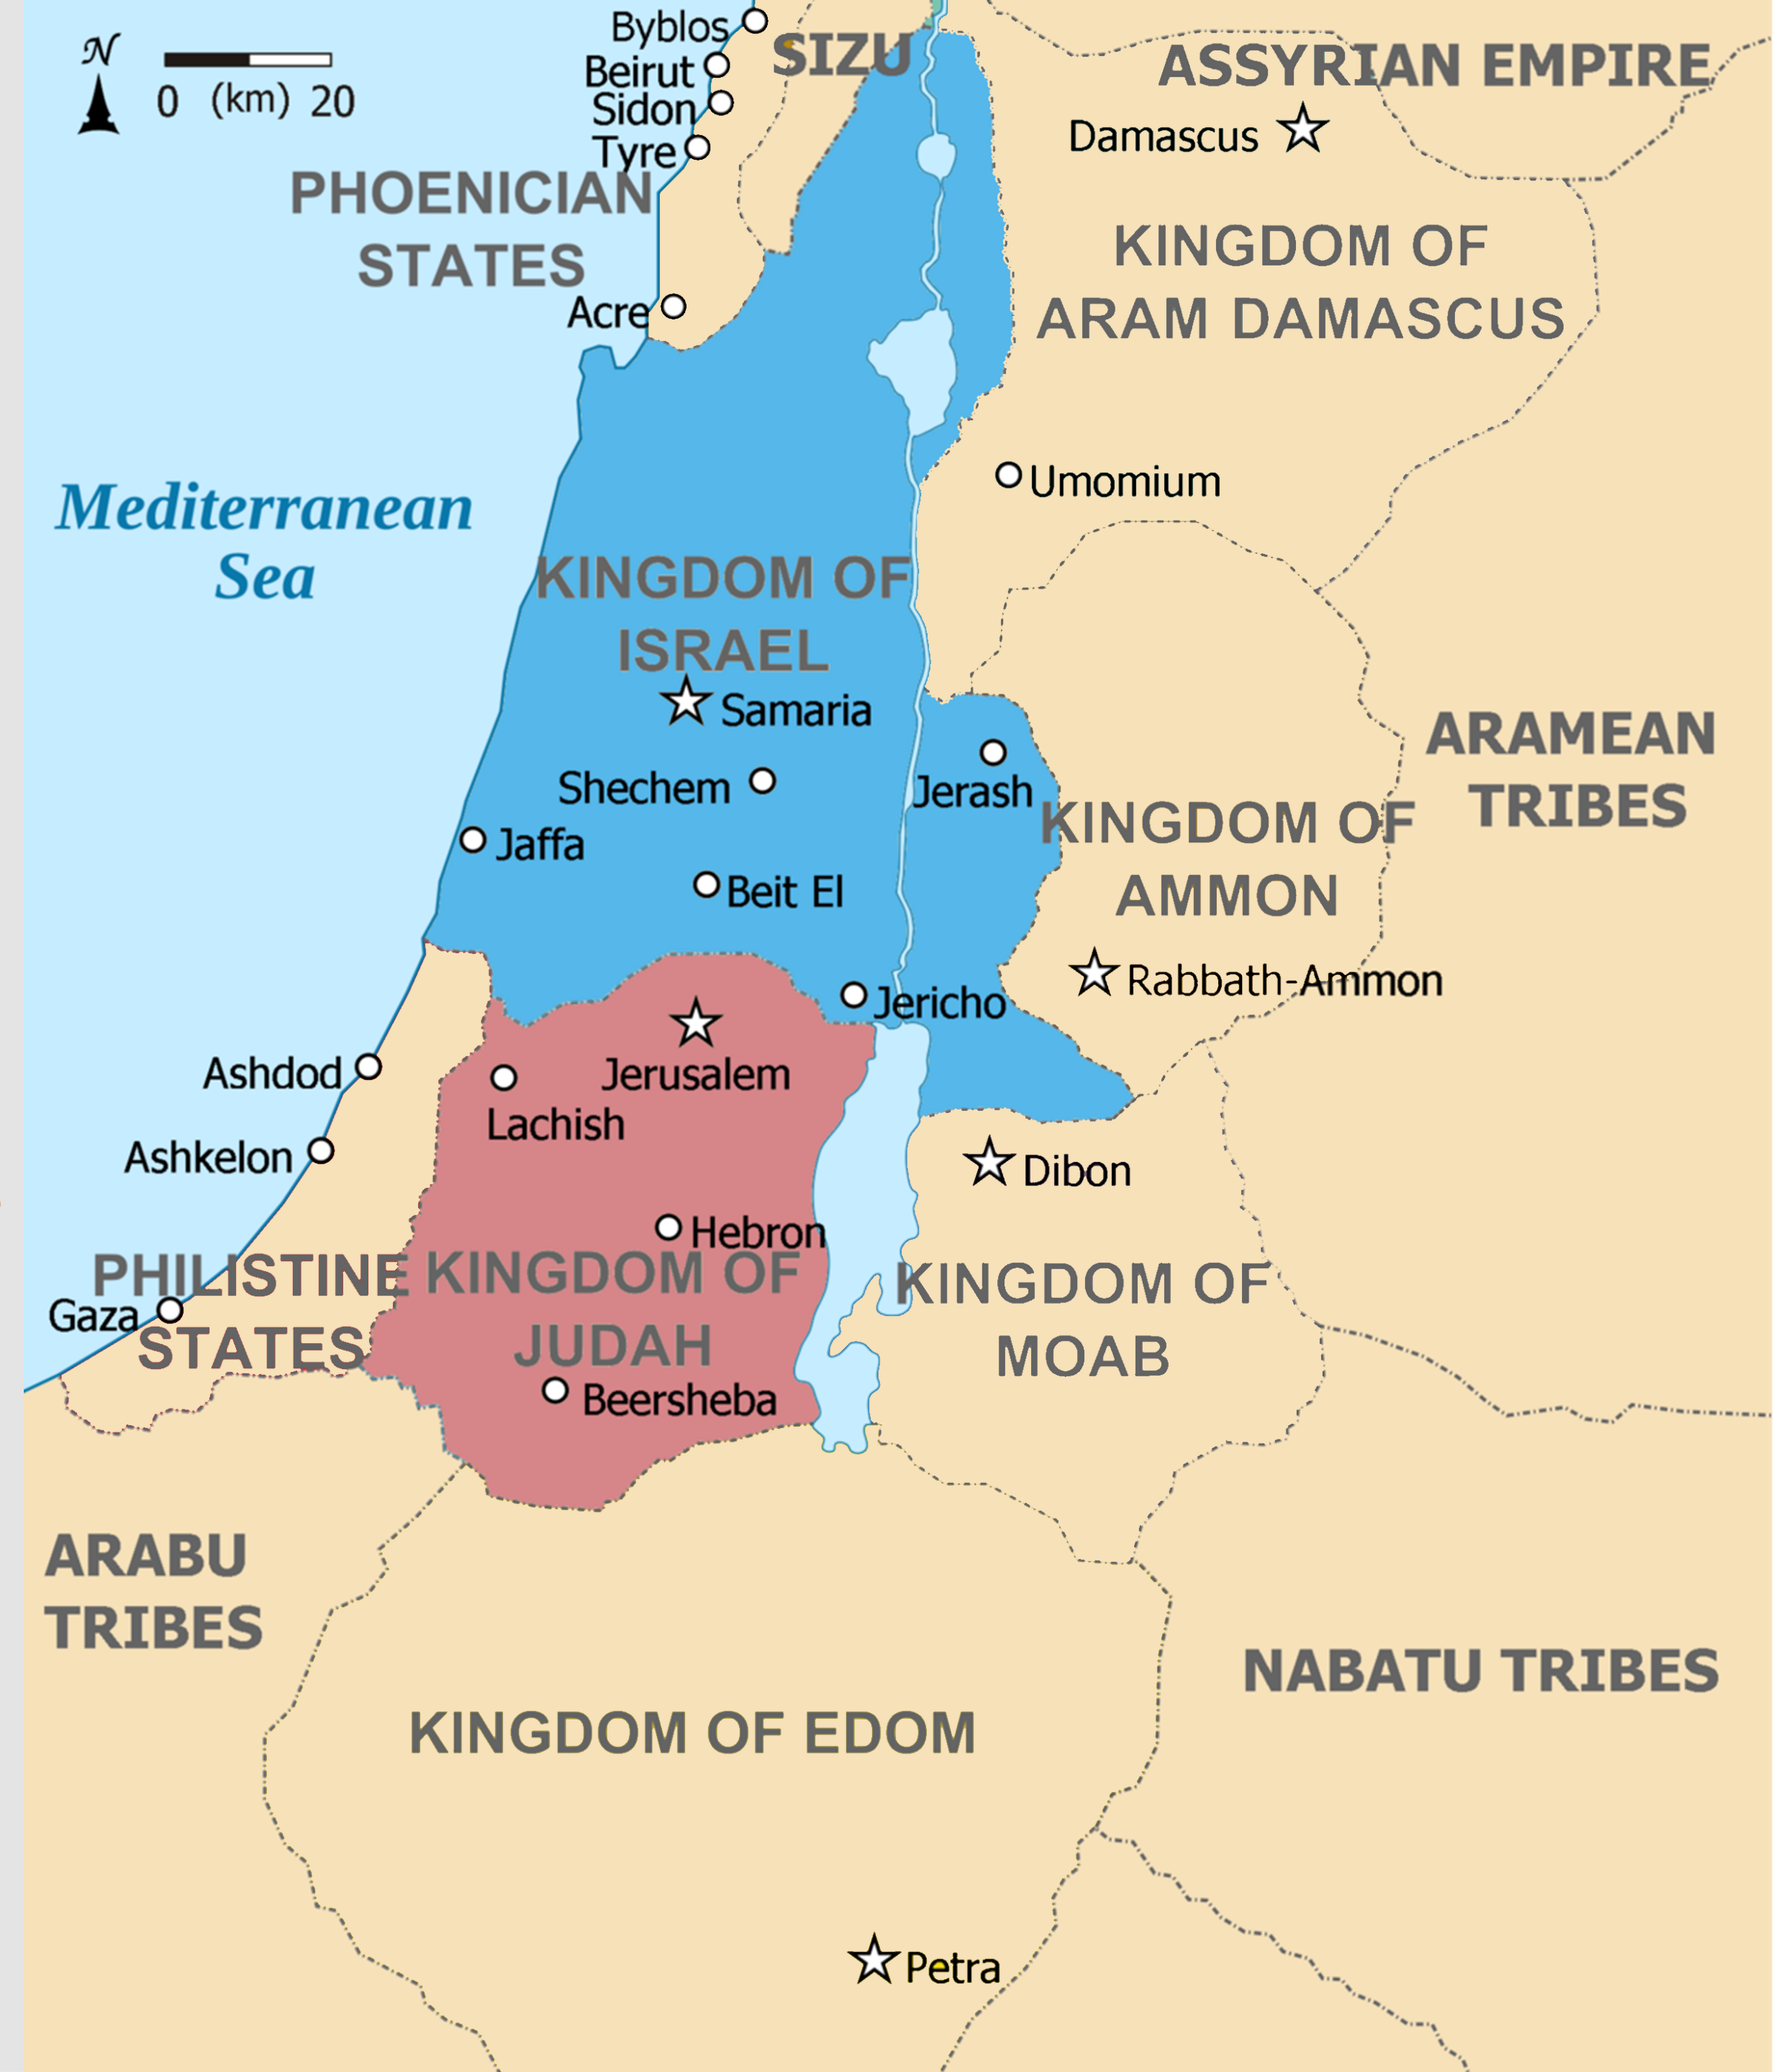 Byblos
SIZU
N
0 (km) 20
Beirut
ASSYRIAN EMPIRE
Sidon
Damascus
Tyre
PHOENICIAN
STATES
KINGDOM OF
ARAM DAMASCUS
Acre
Umomium
Mediterranean
Sea
KINGDOM OF
ISRAEL
Samaria
ARAMEAN
TRIBES
Shechem
Jerash
KINGDOM OF
AMMON
Jaffa
Beit El
Rabbath-Ammon
Jericho
Ashdod
Jerusalem
Lachish
Ashkelon
Dibon
Hebron
PHILISTINE
STATES
KINGDOM OF
JUDAH
KINGDOM OF
MOAB
Gaza
Beersheba
ARABU
TRIBES
NABATU TRIBES
KINGDOM OF EDOM
Petra